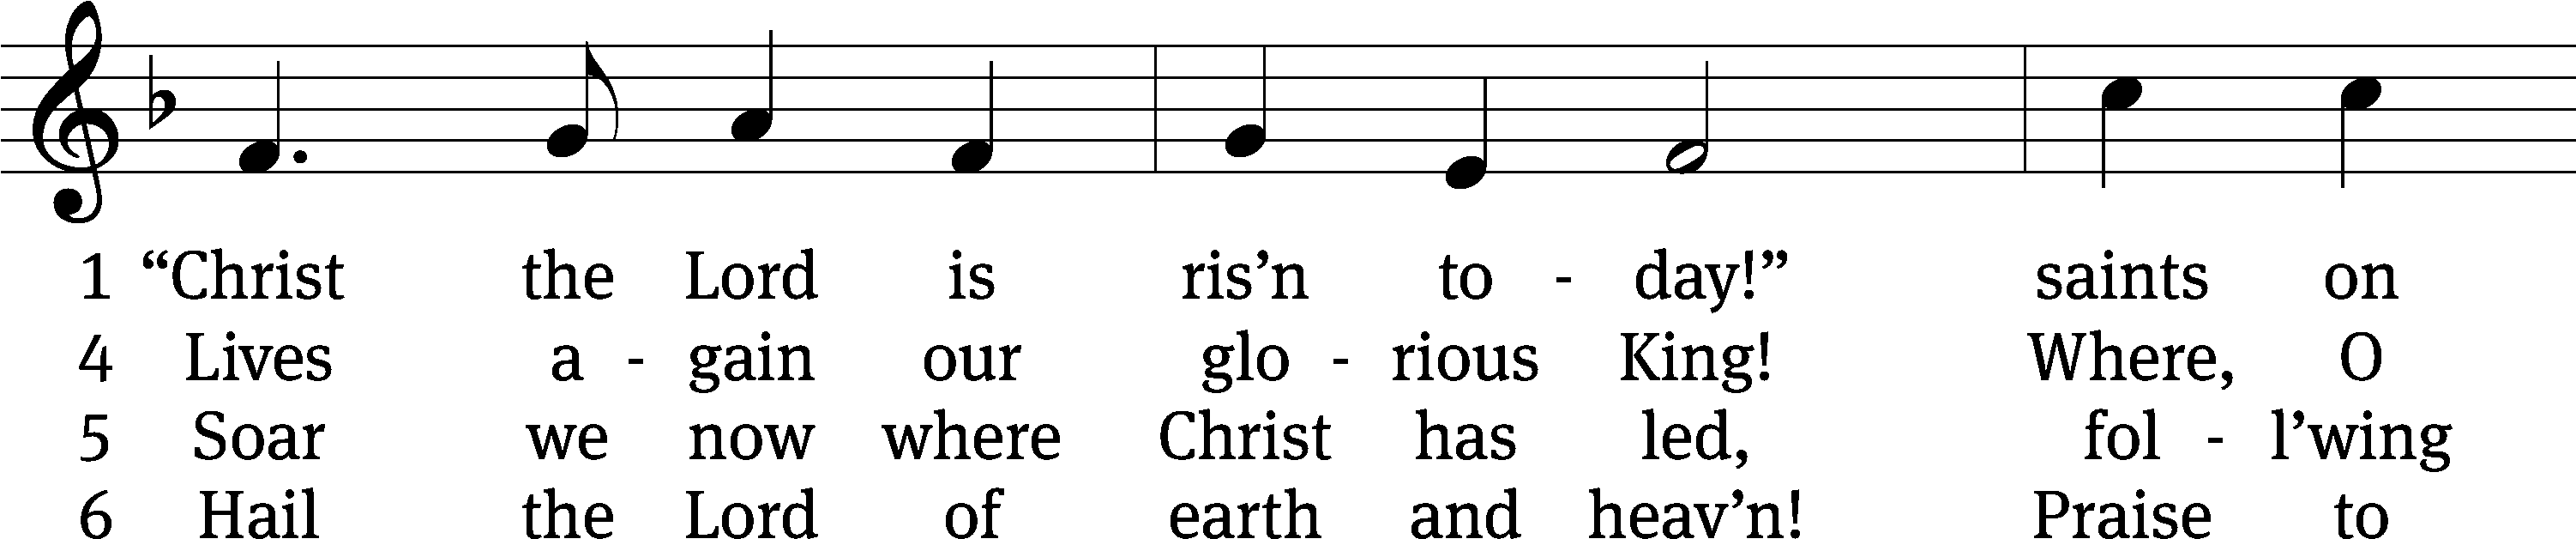 1 “Christ the Lord is ris’n to - day!” saints on
4 Lives a - gain our glo - rious King! Where, O
5 Soar we now where Christ has led, fol - l’wing
6 Hail the Lord of earth and heav’n! Praise to